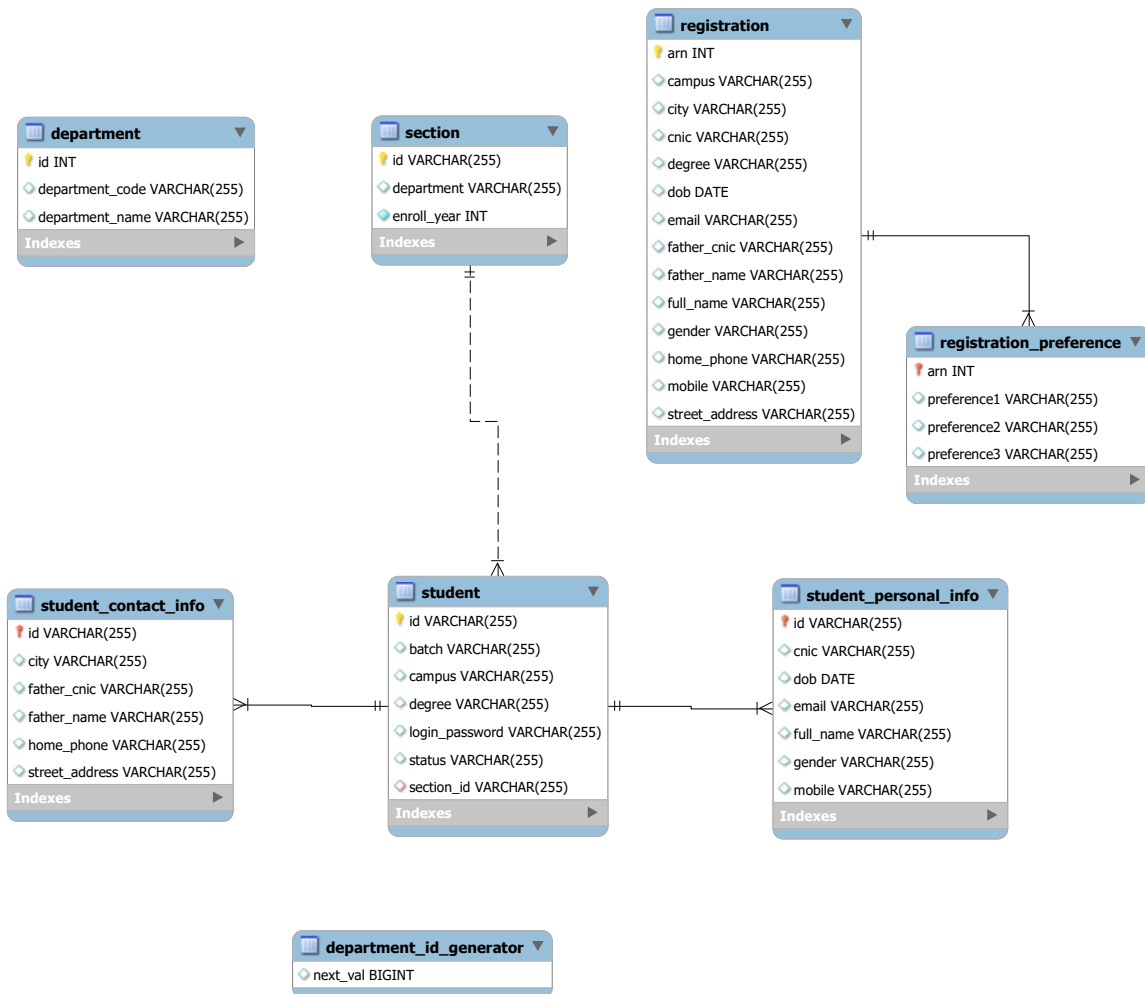 department
id INT
department_code VARCHAR(255)
department_name VARCHAR(255)
Indexes
section
id VARCHAR(255)
department VARCHAR(255)
enroll_year INT
Indexes
registration
arn INT
campus VARCHAR(255)
city VARCHAR(255)
cnic VARCHAR(255)
degree VARCHAR(255)
dob DATE
email VARCHAR(255)
father_cnic VARCHAR(255)
father_name VARCHAR(255)
full_name VARCHAR(255)
gender VARCHAR(255)
home_phone VARCHAR(255)
mobile VARCHAR(255)
street_address VARCHAR(255)
Indexes
registration_preference
arn INT
preference1 VARCHAR(255)
preference2 VARCHAR(255)
preference3 VARCHAR(255)
Indexes
student_contact_info
id VARCHAR(255)
city VARCHAR(255)
father_cnic VARCHAR(255)
father_name VARCHAR(255)
home_phone VARCHAR(255)
street_address VARCHAR(255)
Indexes
student
id VARCHAR(255)
batch VARCHAR(255)
campus VARCHAR(255)
degree VARCHAR(255)
login_password VARCHAR(255)
status VARCHAR(255)
section_id VARCHAR(255)
Indexes
student_personal_info
id VARCHAR(255)
cnic VARCHAR(255)
dob DATE
email VARCHAR(255)
full_name VARCHAR(255)
gender VARCHAR(255)
mobile VARCHAR(255)
Indexes
department_id_generator
next_val BIGINT